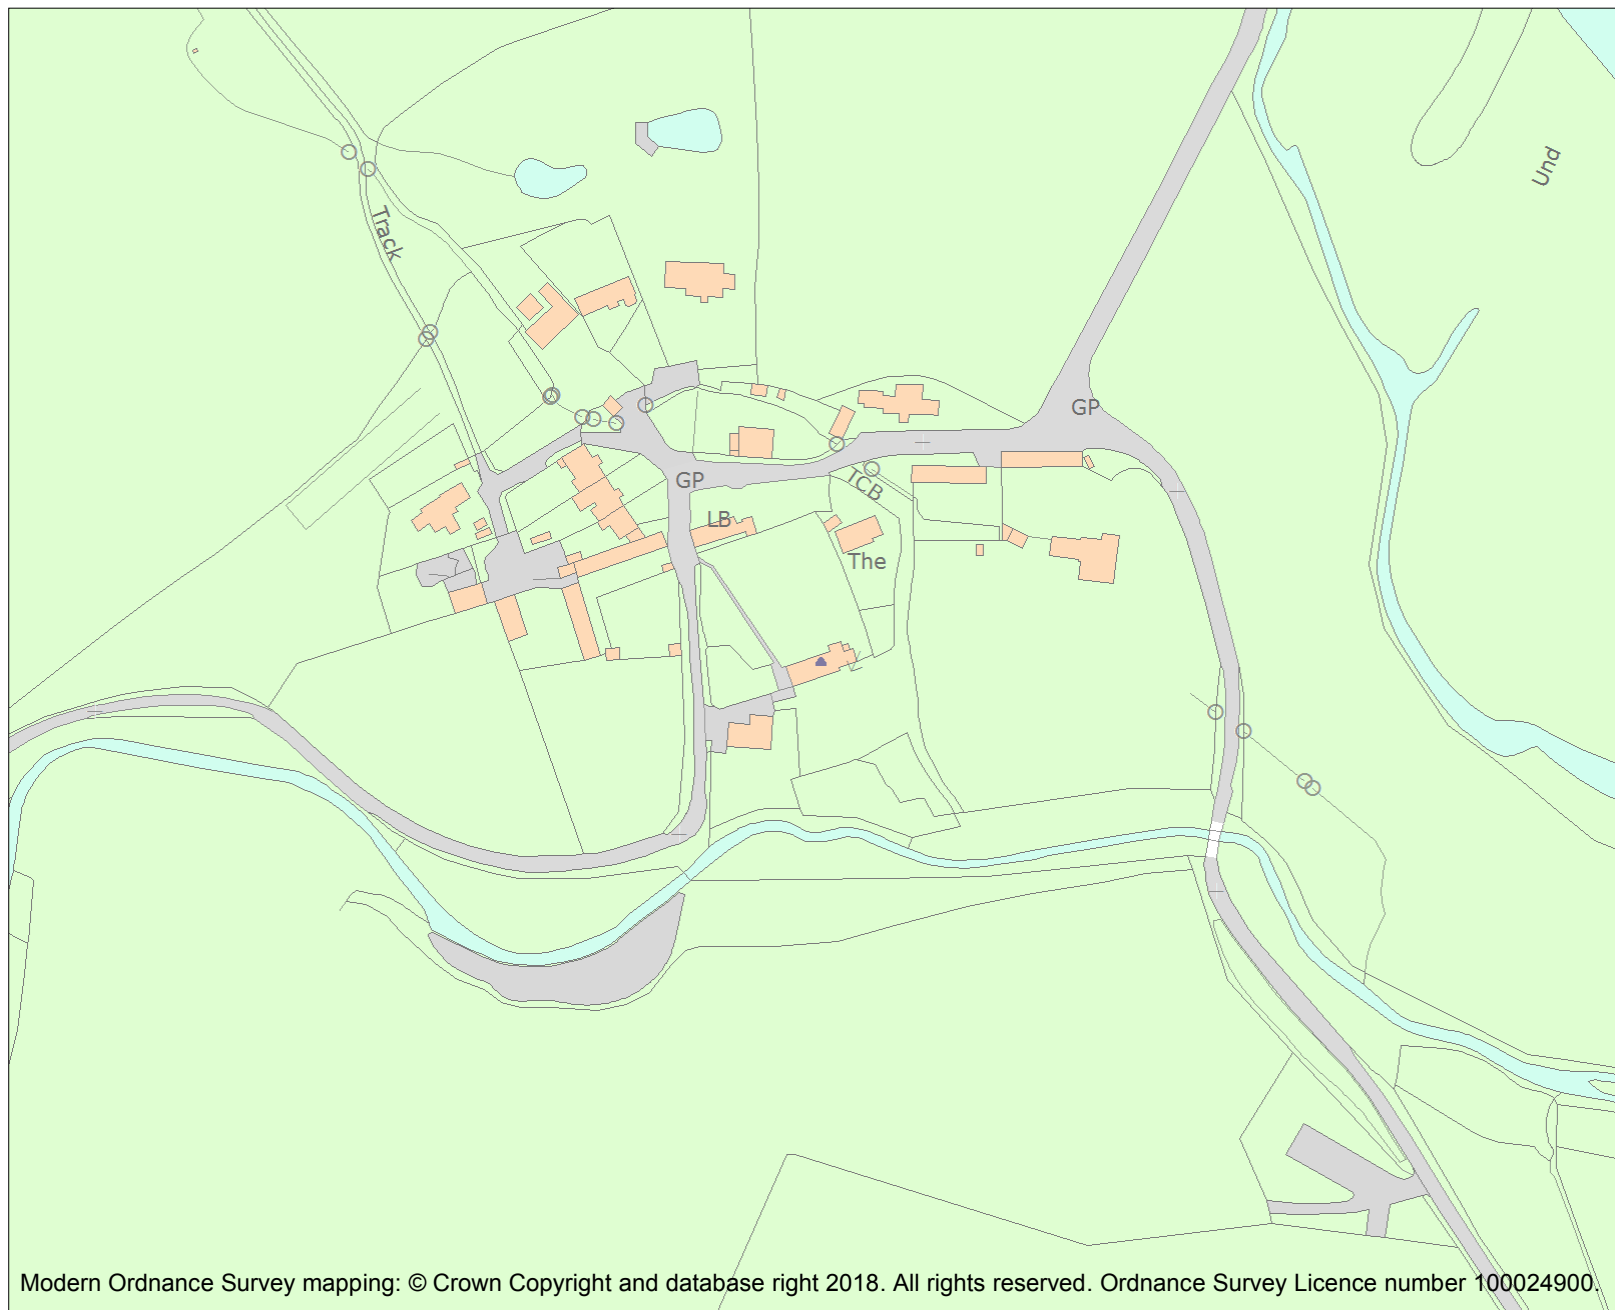 Und
Track
GP
GP
TCB
LB
The
Modern Ordnance Survey mapping: © Crown Copyright and database right 2018. All rights reserved. Ordnance Survey Licence number 100024900.